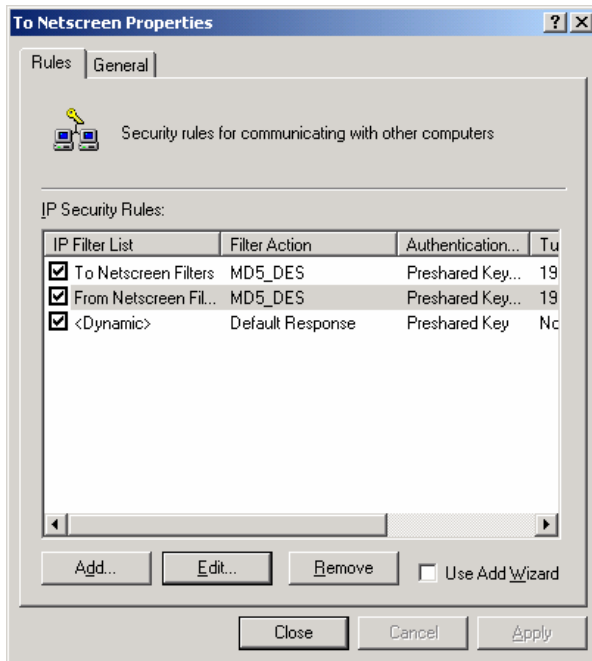 To Netscreen Properties
Rules General
Security rules for communicating with other computers
IP Security Rules:
IP Filter List Filter Action Authentication... Tu
To Netscreen Filters MD5_DES Preshared Key... 19
From Netscreen Fil... MD5_DES Preshared Key... 19
<Dynamic> Default Response Preshared Key No
Add... Edit... Remove Use Add Wizard
Close Cancel Apply